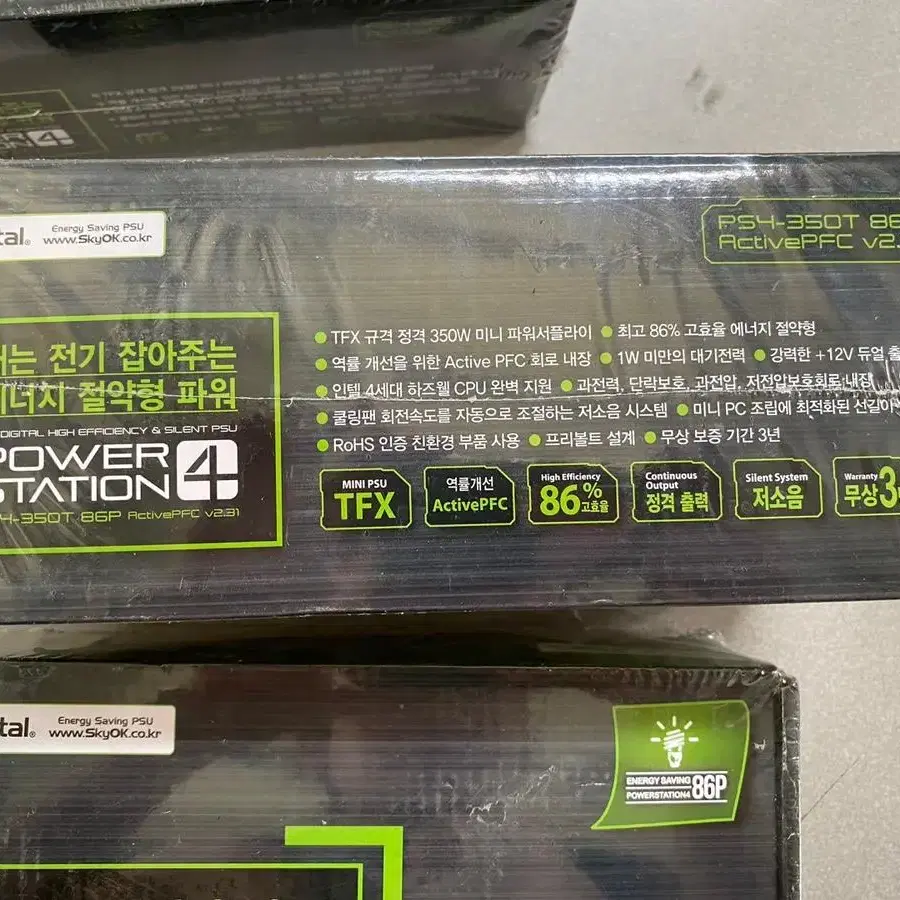 STATION 4
tal.
Energy Saving PSU
www.SkyOK.co.kr
PS4-350T 86
ActivePFC v2.
는 전기 잡아주는
너지 절약형 파워
DIGITAL HIGH EFFICIENCY & SILENT PSU
POWER
STATION 4
4-350T 86P ActivePFC v2.31
● TFX 규격 정격 350W 미니 파워서플라이 ● 최고 86% 고효율 에너지 절약형
● 역률 개선을 위한 Active PFC 회로 내장 ● 1W 미만의 대기전력 ● 강력한 +12V 듀얼 출
● 인텔 4세대 하즈웰 CPU 완벽 지원 ● 과전력, 단락보호, 과전압, 저전압보호회로 내장
● 쿨링팬 회전속도를 자동으로 조절하는 저소음 시스템 ● 미니 PC 조립에 최적화된 선길이
● RoHS 인증 친환경 부품 사용 ● 프리볼트 설계 ● 무상 보증 기간 3년
MINI PSU
TFX
역률개선
ActivePFC
High Efficiency
86% 고효율
Continuous Output
정격 출력
Silent System
저소음
Warranty
무상 3
tal.
Energy Saving PSU
www.SkyOK.co.kr
ENERGY SAVING
POWERSTATION4
86P